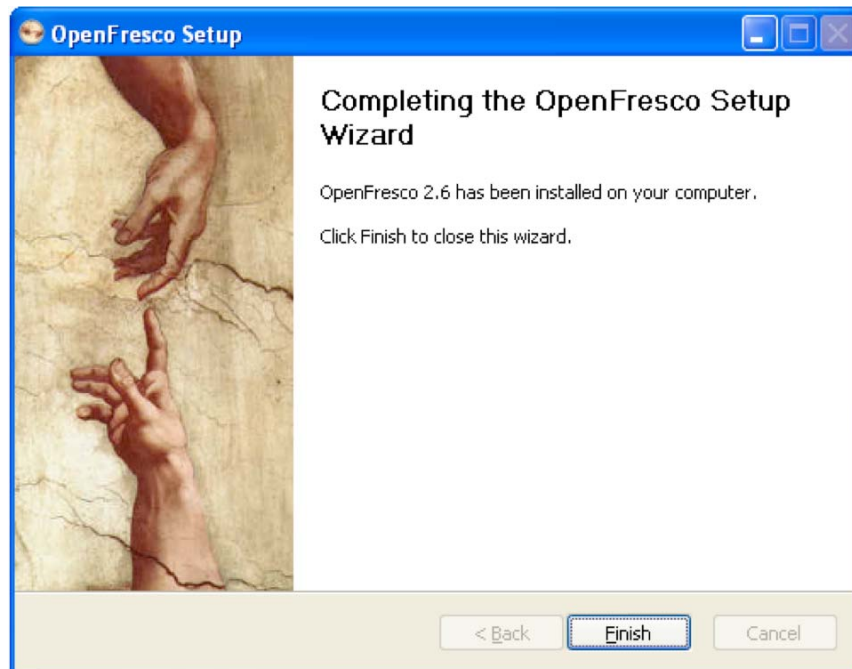 OpenFresco Setup
Completing the OpenFresco Setup
Wizard
OpenFresco 2.6 has been installed on your computer.
Click Finish to close this wizard.
< Back
Finish
Cancel